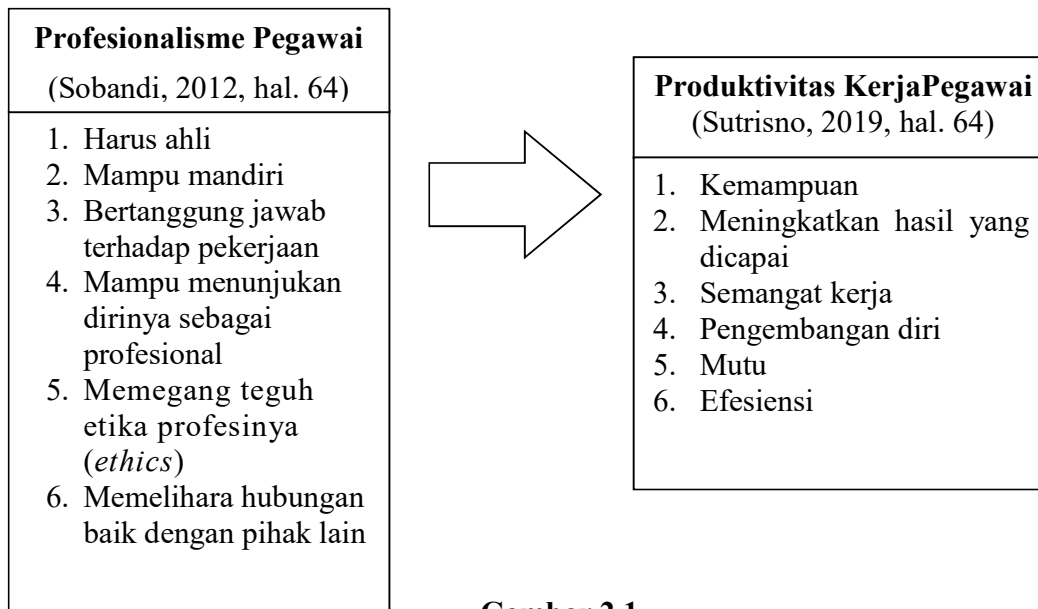 Profesionalisme Pegawai
(Sobandi, 2012, hal. 64)
1. Harus ahli
2. Mampu mandiri
3. Bertanggung jawab
terhadap pekerjaan
4. Mampu menunjukan
dirinya sebagai
profesional
5. Memegang teguh
etika profesinya
(ethics)
6. Memelihara hubungan
baik dengan pihak lain
Produktivitas KerjaPegawai
(Sutrisno, 2019, hal. 64)
1. Kemampuan
2. Meningkatkan hasil yang
dicapai
3. Semangat kerja
4. Pengembangan diri
5. Mutu
6. Efesiensi
Gambar 2.1